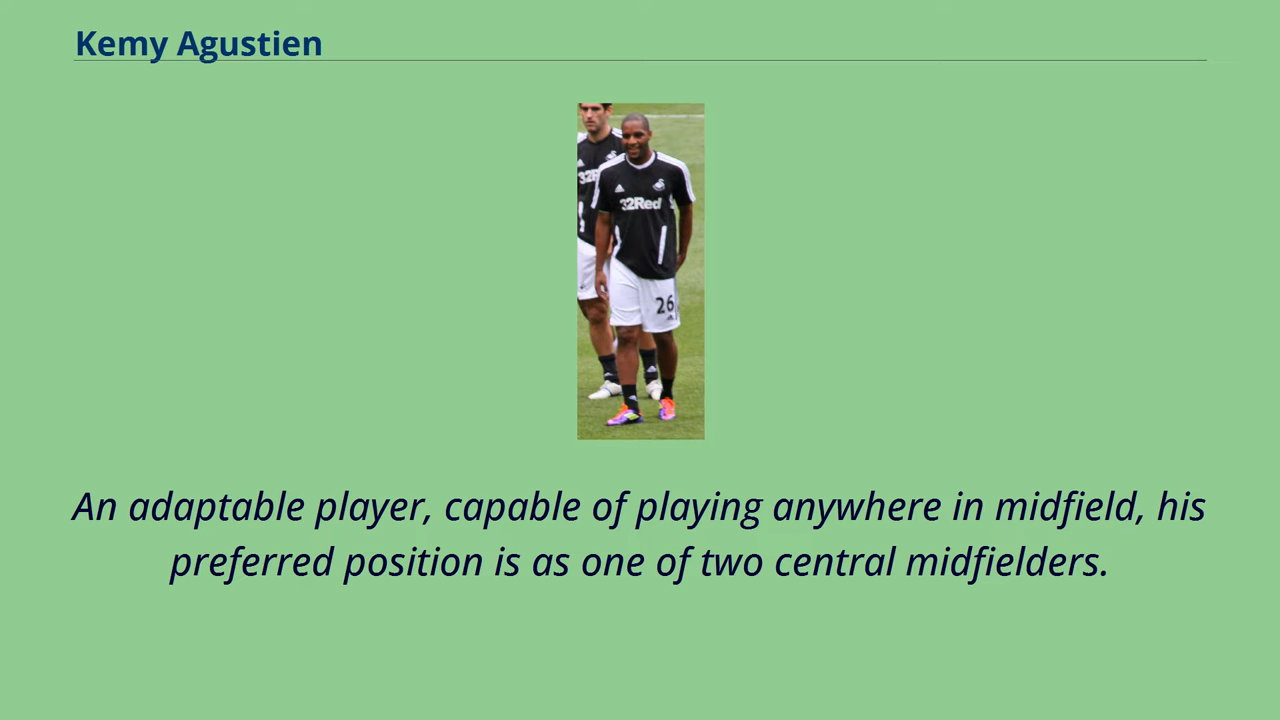 Kemy Agustien
32Red
32R
26
An adaptable player, capable of playing anywhere in midfield, his
preferred position is as one of two central midfielders.